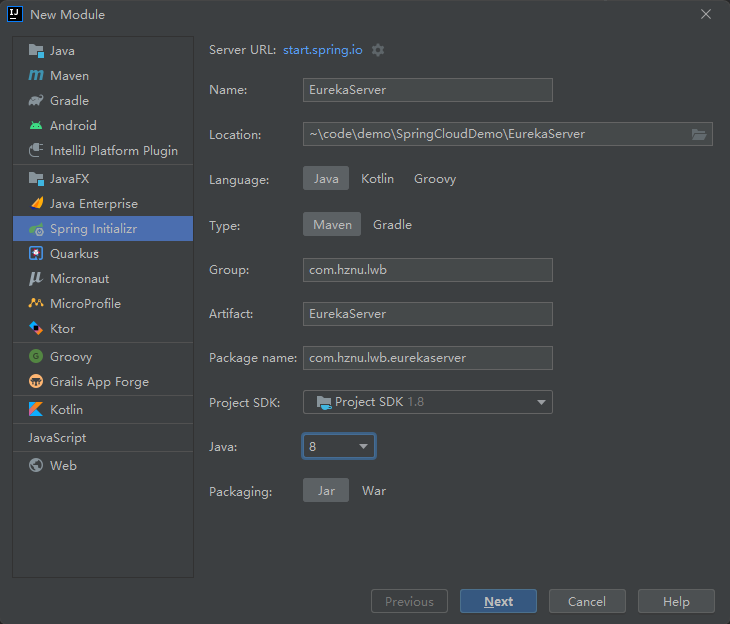 New Module
Java
Maven
Gradle
Android
IntelliJ Platform Plugin
JavaFX
Java Enterprise
Spring Initializr
Quarkus
Micronaut
MicroProfile
Ktor
Groovy
Grails App Forge
Kotlin
JavaScript
Web
Server URL: start.spring.io
Name: EurekaServer
Location: ~\code\demo\SpringCloudDemo\EurekaServer
Language: Java Kotlin Groovy
Type: Maven Gradle
Group: com.hznu.lwb
Artifact: EurekaServer
Package name: com.hznu.lwb.eurekaserver
Project SDK: Project SDK 1.8
Java: 8
Packaging: Jar War
Previous Next Cancel Help